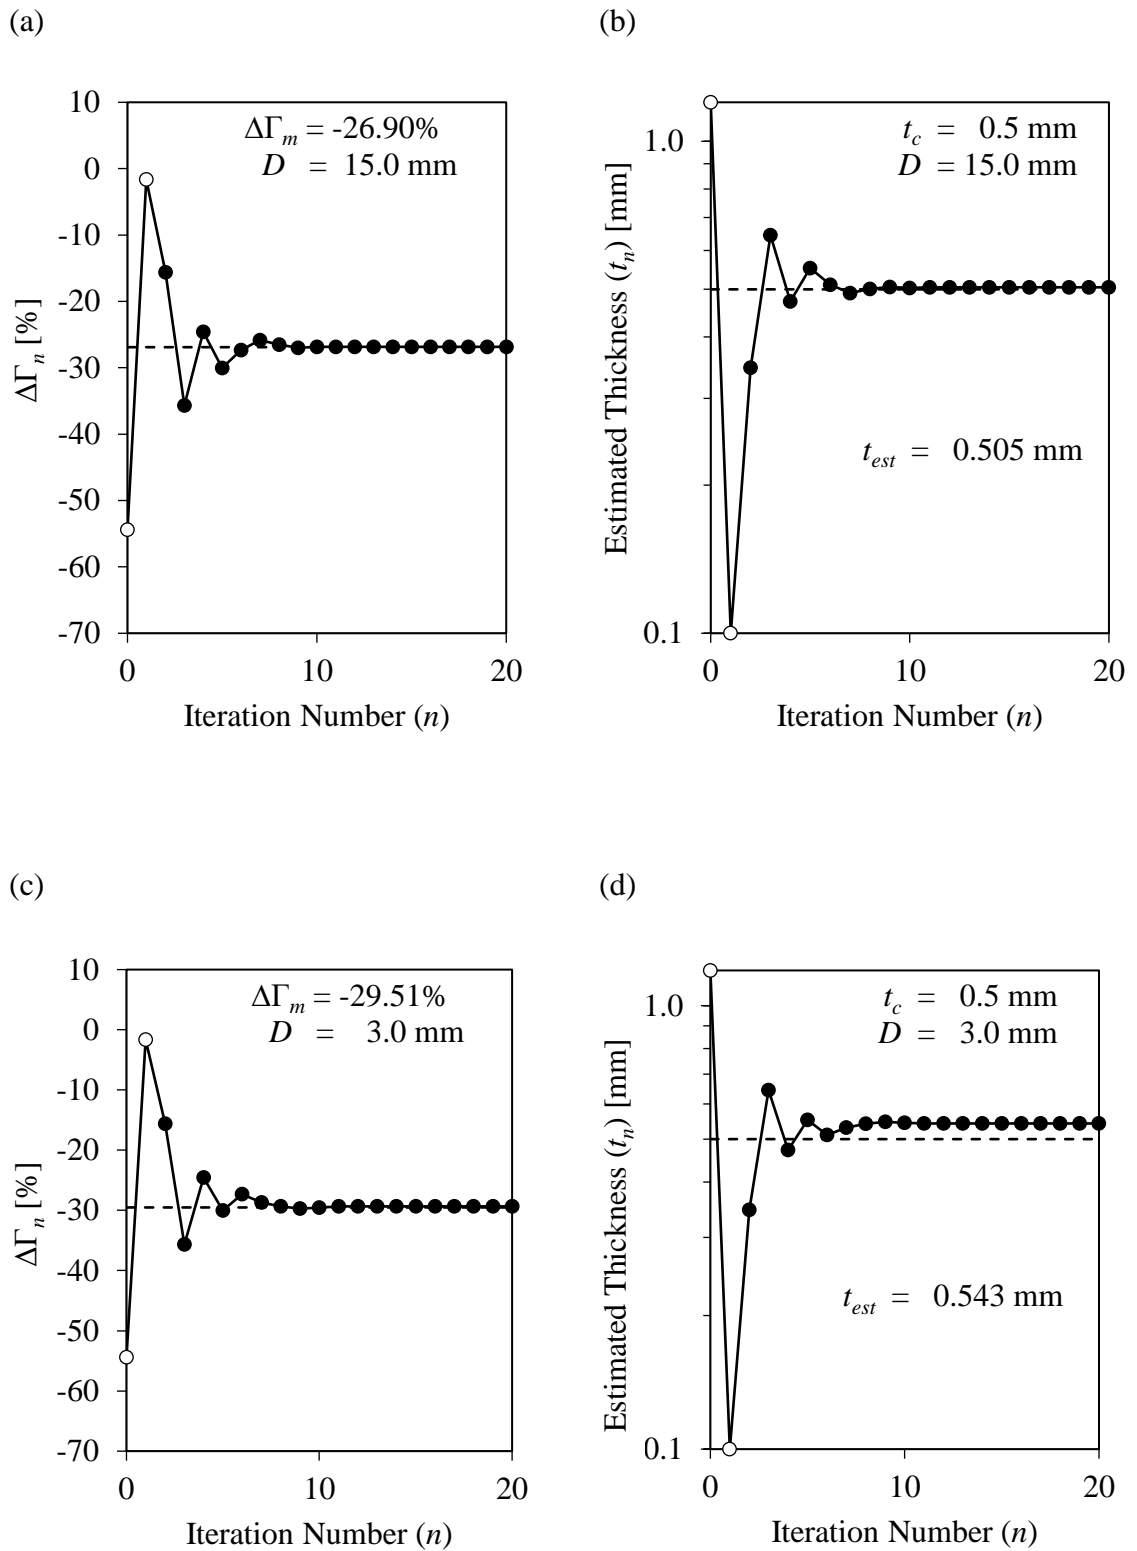 (a)
ΔΓn [%]
10
0
-10
-20
-30
-40
-50
-60
-70
ΔΓm = -26.90%
D = 15.0 mm
0 10 20
Iteration Number (n)
(b)
Estimated Thickness (tn) [mm]
1.0
0.1
tc = 0.5 mm
D = 15.0 mm
test = 0.505 mm
0 10 20
Iteration Number (n)
(c)
ΔΓn [%]
10
0
-10
-20
-30
-40
-50
-60
-70
ΔΓm = -29.51%
D = 3.0 mm
0 10 20
Iteration Number (n)
(d)
Estimated Thickness (tn) [mm]
1.0
0.1
tc = 0.5 mm
D = 3.0 mm
test = 0.543 mm
0 10 20
Iteration Number (n)